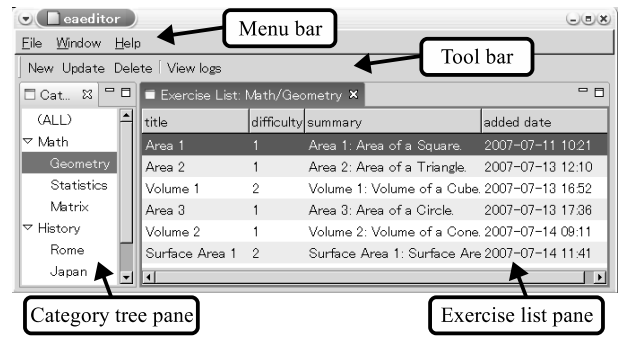 eaeditor
Menu bar
File Window Help
Tool bar
New Update Delete View logs
Cat...
Exercise List: Math/Geometry
(ALL)
Math
Geometry
Statistics
Matrix
History
Rome
Japan
title difficulty summary added date
Area 1 1 Area 1: Area of a Square. 2007-07-11 10:21
Area 2 1 Area 2: Area of a Triangle. 2007-07-13 12:10
Volume 1 2 Volume 1: Volume of a Cube. 2007-07-13 16:52
Area 3 1 Area 3: Area of a Circle. 2007-07-13 17:36
Volume 2 1 Volume 2: Volume of a Cone. 2007-07-14 09:11
Surface Area 1 2 Surface Area 1: Surface Are 2007-07-14 11:41
Category tree pane
Exercise list pane